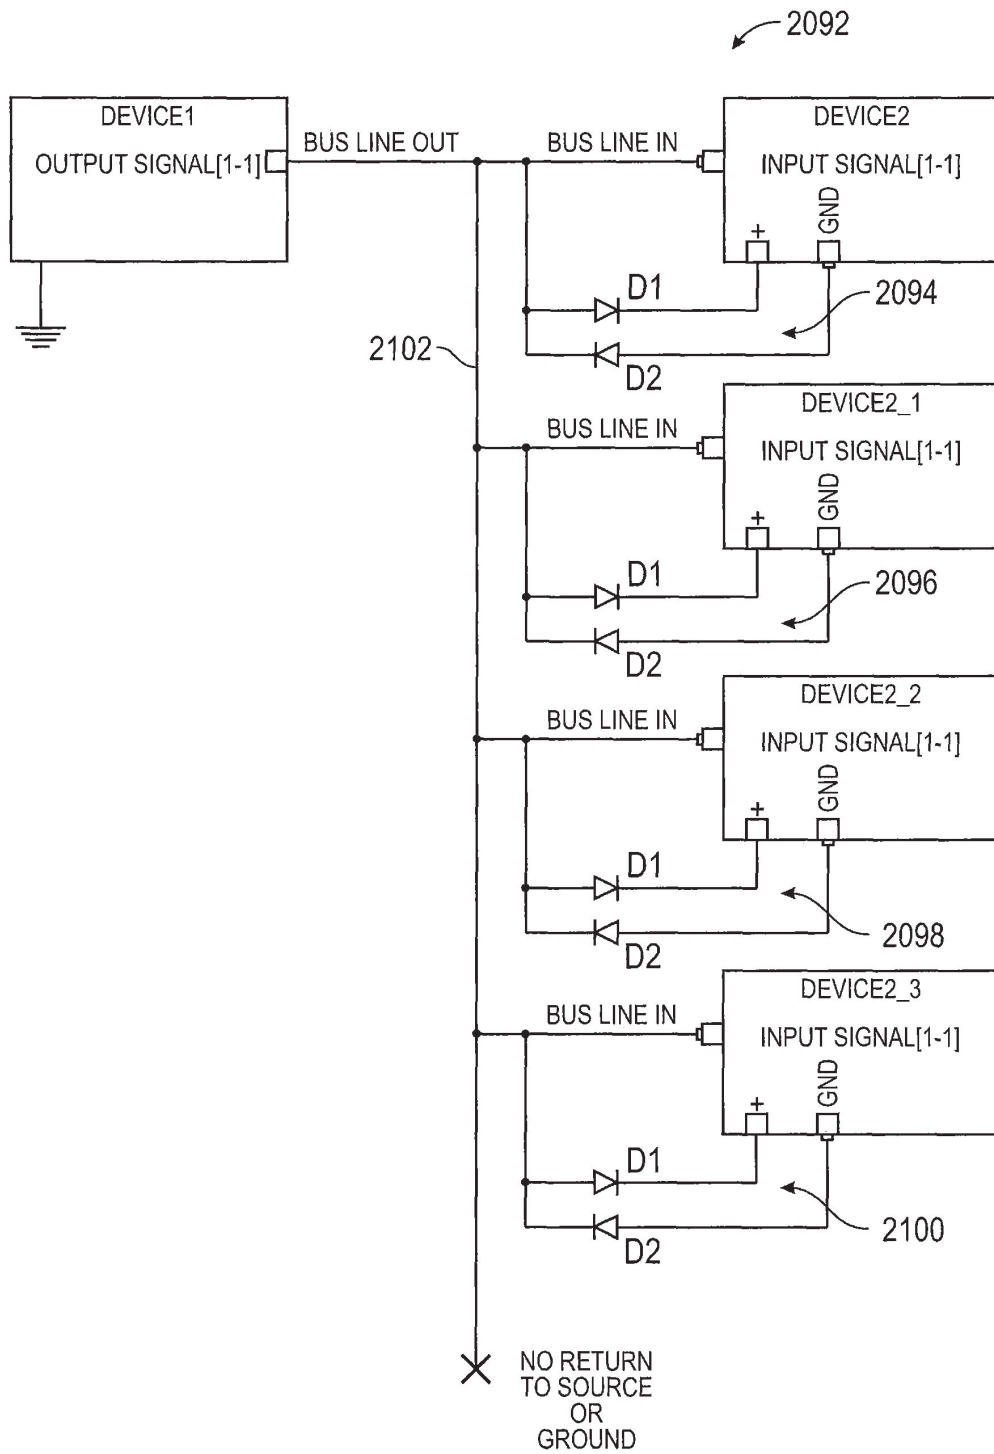 2092
DEVICE1
OUTPUT SIGNAL[1-1]
BUS LINE OUT
BUS LINE IN
DEVICE2
INPUT SIGNAL[1-1]
+
GND
D1
D2
2094
2102
BUS LINE IN
DEVICE2_1
INPUT SIGNAL[1-1]
+
GND
D1
D2
2096
BUS LINE IN
DEVICE2_2
INPUT SIGNAL[1-1]
+
GND
D1
D2
2098
BUS LINE IN
DEVICE2_3
INPUT SIGNAL[1-1]
+
GND
D1
D2
2100
NO RETURN
TO SOURCE
OR
GROUND